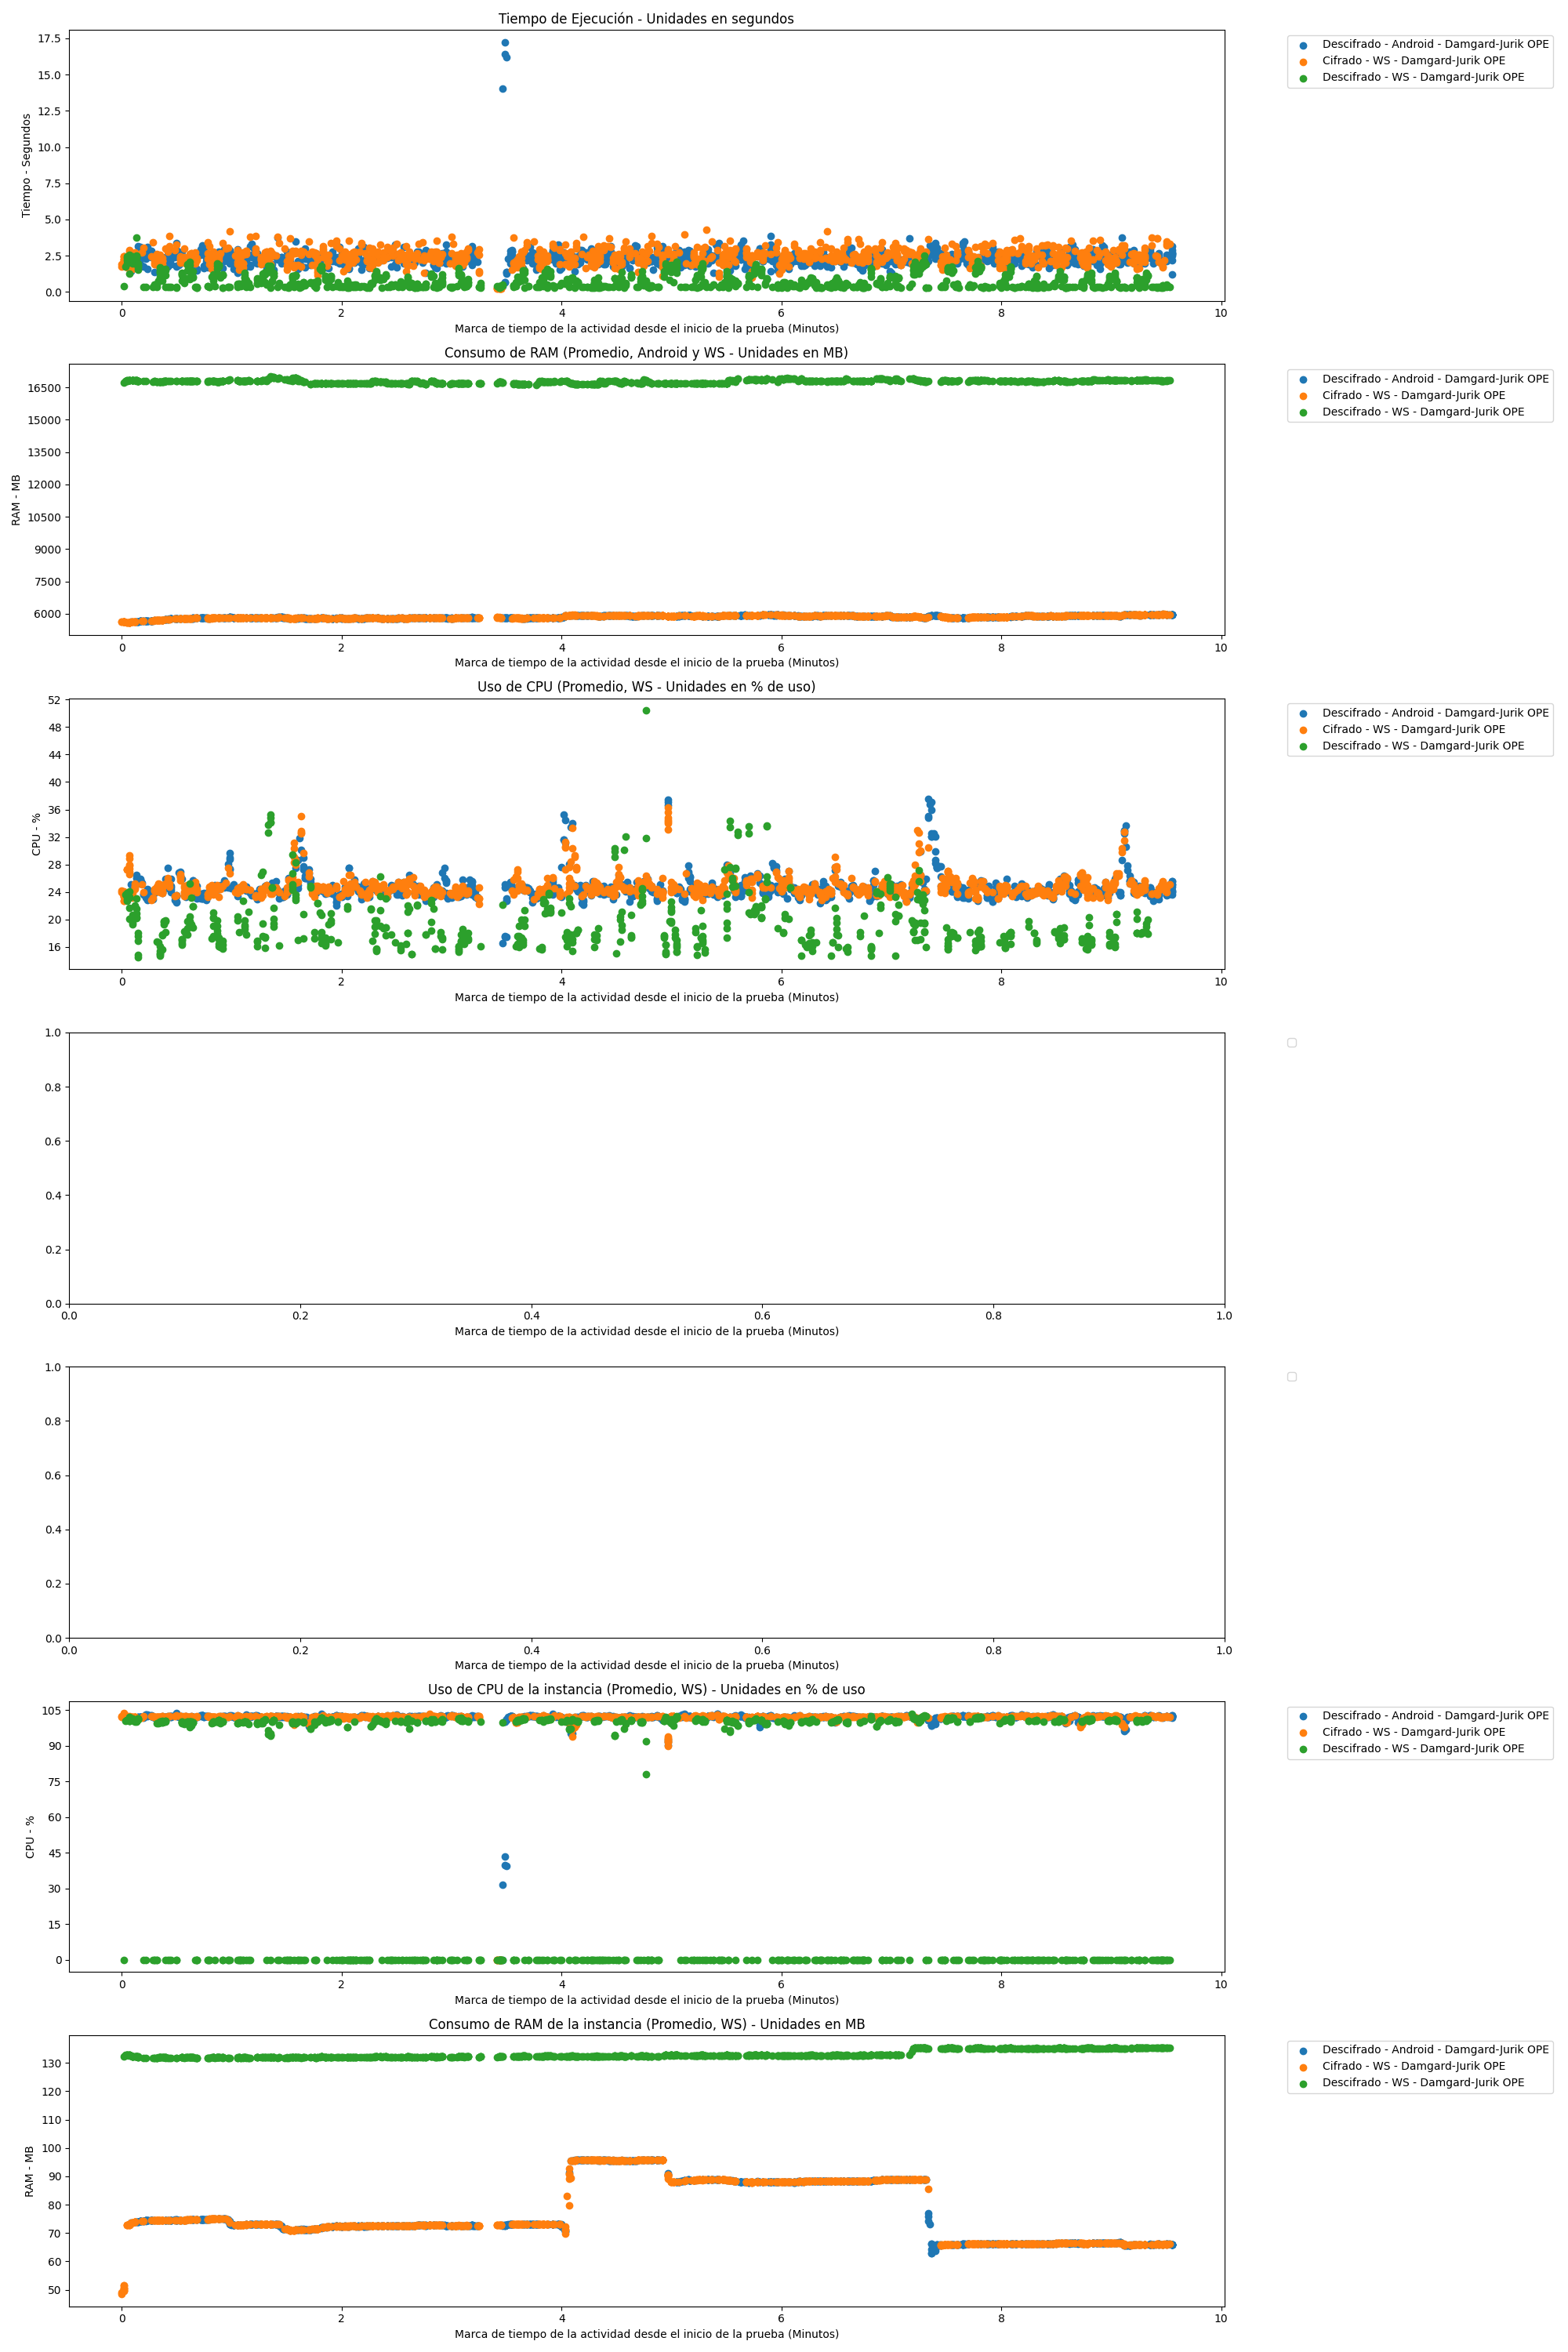 Tiempo de Ejecución - Unidades en segundos
17.5
15.0
12.5
10.0
7.5
5.0
2.5
0.0
Tiempo - Segundos
0 2 4 6 8 10
Marca de tiempo de la actividad desde el inicio de la prueba (Minutos)
Descifrado - Android - Damgard-Jurik OPE
Cifrado - WS - Damgard-Jurik OPE
Descifrado - WS - Damgard-Jurik OPE
Consumo de RAM (Promedio, Android y WS - Unidades en MB)
16500
15000
13500
12000
10500
9000
7500
6000
RAM - MB
0 2 4 6 8 10
Marca de tiempo de la actividad desde el inicio de la prueba (Minutos)
Descifrado - Android - Damgard-Jurik OPE
Cifrado - WS - Damgard-Jurik OPE
Descifrado - WS - Damgard-Jurik OPE
Uso de CPU (Promedio, WS - Unidades en % de uso)
52
48
44
40
36
32
28
24
20
16
CPU - %
0 2 4 6 8 10
Marca de tiempo de la actividad desde el inicio de la prueba (Minutos)
Descifrado - Android - Damgard-Jurik OPE
Cifrado - WS - Damgard-Jurik OPE
Descifrado - WS - Damgard-Jurik OPE
1.0
0.8
0.6
0.4
0.2
0.0
0.0 0.2 0.4 0.6 0.8 1.0
Marca de tiempo de la actividad desde el inicio de la prueba (Minutos)
1.0
0.8
0.6
0.4
0.2
0.0
0.0 0.2 0.4 0.6 0.8 1.0
Marca de tiempo de la actividad desde el inicio de la prueba (Minutos)
Uso de CPU de la instancia (Promedio, WS) - Unidades en % de uso
105
90
75
60
45
30
15
0
CPU - %
0 2 4 6 8 10
Marca de tiempo de la actividad desde el inicio de la prueba (Minutos)
Descifrado - Android - Damgard-Jurik OPE
Cifrado - WS - Damgard-Jurik OPE
Descifrado - WS - Damgard-Jurik OPE
Consumo de RAM de la instancia (Promedio, WS) - Unidades en MB
130
120
110
100
90
80
70
60
50
RAM - MB
0 2 4 6 8 10
Marca de tiempo de la actividad desde el inicio de la prueba (Minutos)
Descifrado - Android - Damgard-Jurik OPE
Cifrado - WS - Damgard-Jurik OPE
Descifrado - WS - Damgard-Jurik OPE